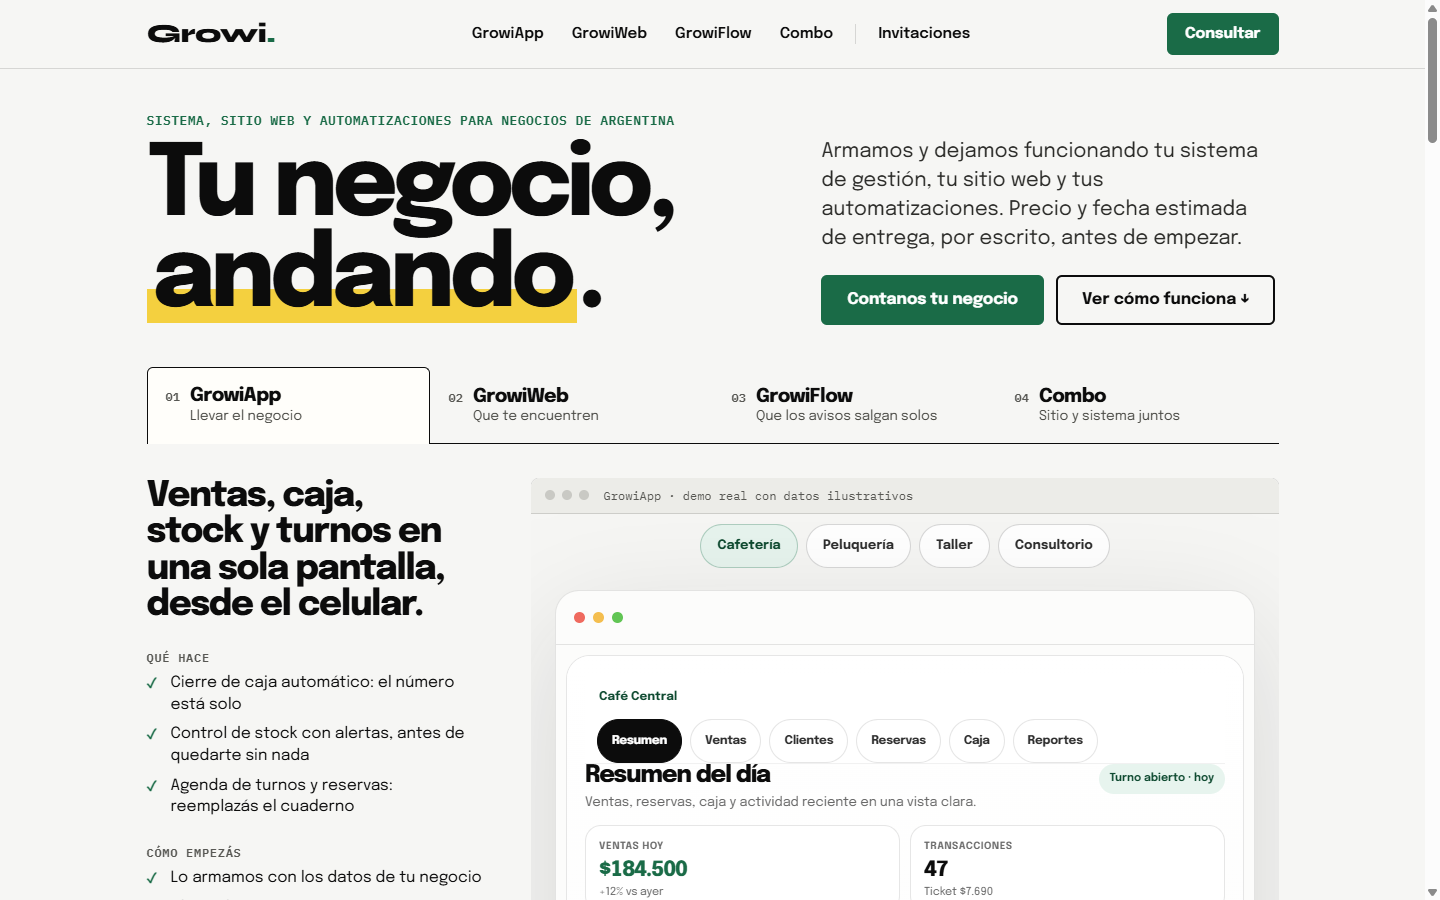 Growi.
GrowiApp
GrowiWeb
GrowiFlow
Combo
Invitaciones
Consultar
SISTEMA, SITIO WEB Y AUTOMATIZACIONES PARA NEGOCIOS DE ARGENTINA
Tu negocio,
andando.
Armamos y dejamos funcionando tu sistema
de gestión, tu sitio web y tus
automatizaciones. Precio y fecha estimada
de entrega, por escrito, antes de empezar.
Contanos tu negocio
Ver cómo funciona ↓
01 GrowiApp
Llevar el negocio
02 GrowiWeb
Que te encuentren
03 GrowiFlow
Que los avisos salgan solos
04 Combo
Sitio y sistema juntos
Ventas, caja,
stock y turnos en
una sola pantalla,
desde el celular.
QUÉ HACE
✓ Cierre de caja automático: el número
está solo
✓ Control de stock con alertas, antes de
quedarte sin nada
✓ Agenda de turnos y reservas:
reemplazás el cuaderno
CÓMO EMPEZÁS
✓ Lo armamos con los datos de tu negocio
GrowiApp · demo real con datos ilustrativos
Cafetería
Peluquería
Taller
Consultorio
Café Central
Resumen
Ventas
Clientes
Reservas
Caja
Reportes
Resumen del día
Turno abierto · hoy
Ventas, reservas, caja y actividad reciente en una vista clara.
VENTAS HOY
$184.500
+12% vs ayer
TRANSACCIONES
47
Ticket $7.690